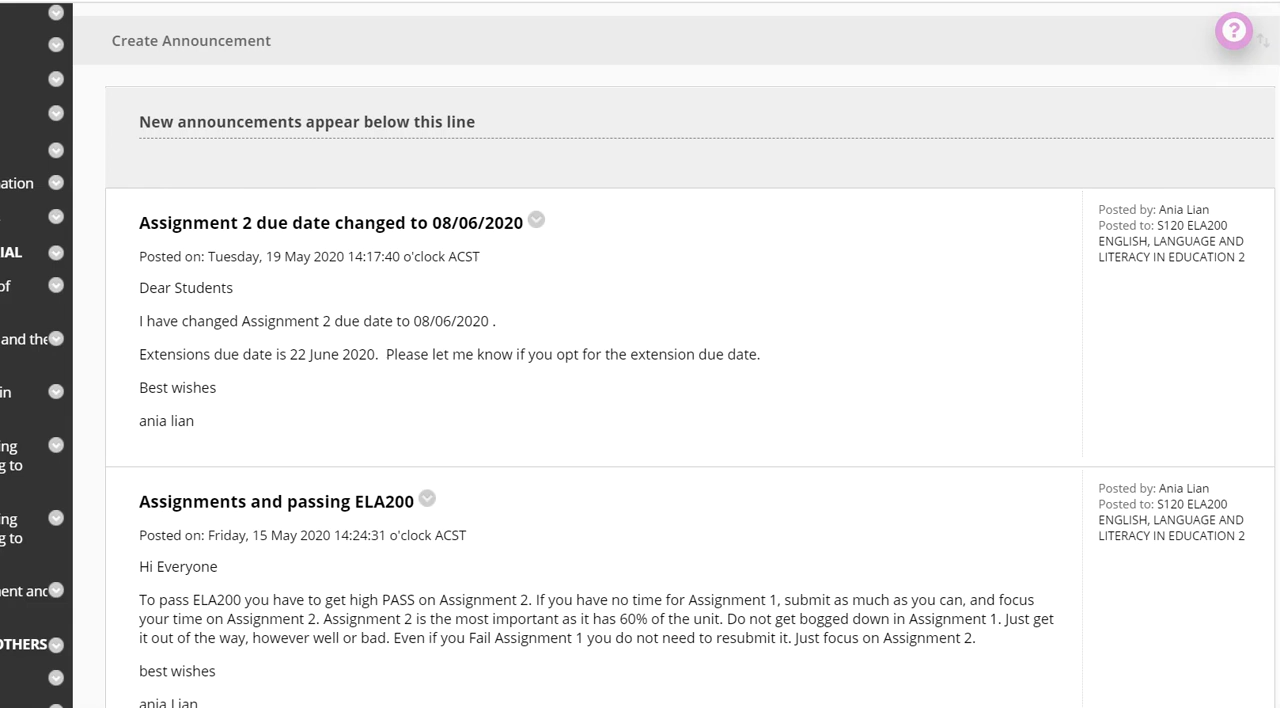 Create Announcement
?
New announcements appear below this line
Assignment 2 due date changed to 08/06/2020
Posted on: Tuesday, 19 May 2020 14:17:40 o'clock ACST
Dear Students
I have changed Assignment 2 due date to 08/06/2020 .
Extensions due date is 22 June 2020.  Please let me know if you opt for the extension due date.
Best wishes
ania lian
Posted by: Ania Lian
Posted to: S120 ELA200
ENGLISH, LANGUAGE AND
LITERACY IN EDUCATION 2
Assignments and passing ELA200
Posted on: Friday, 15 May 2020 14:24:31 o'clock ACST
Hi Everyone
To pass ELA200 you have to get high PASS on Assignment 2. If you have no time for Assignment 1, submit as much as you can, and focus
your time on Assignment 2. Assignment 2 is the most important as it has 60% of the unit. Do not get bogged down in Assignment 1. Just get
it out of the way, however well or bad. Even if you Fail Assignment 1 you do not need to resubmit it. Just focus on Assignment 2.
best wishes
ania Lian
Posted by: Ania Lian
Posted to: S120 ELA200
ENGLISH, LANGUAGE AND
LITERACY IN EDUCATION 2
ation
IAL
of
and the
in
ing
g to
ing
g to
ent and
OTHERS